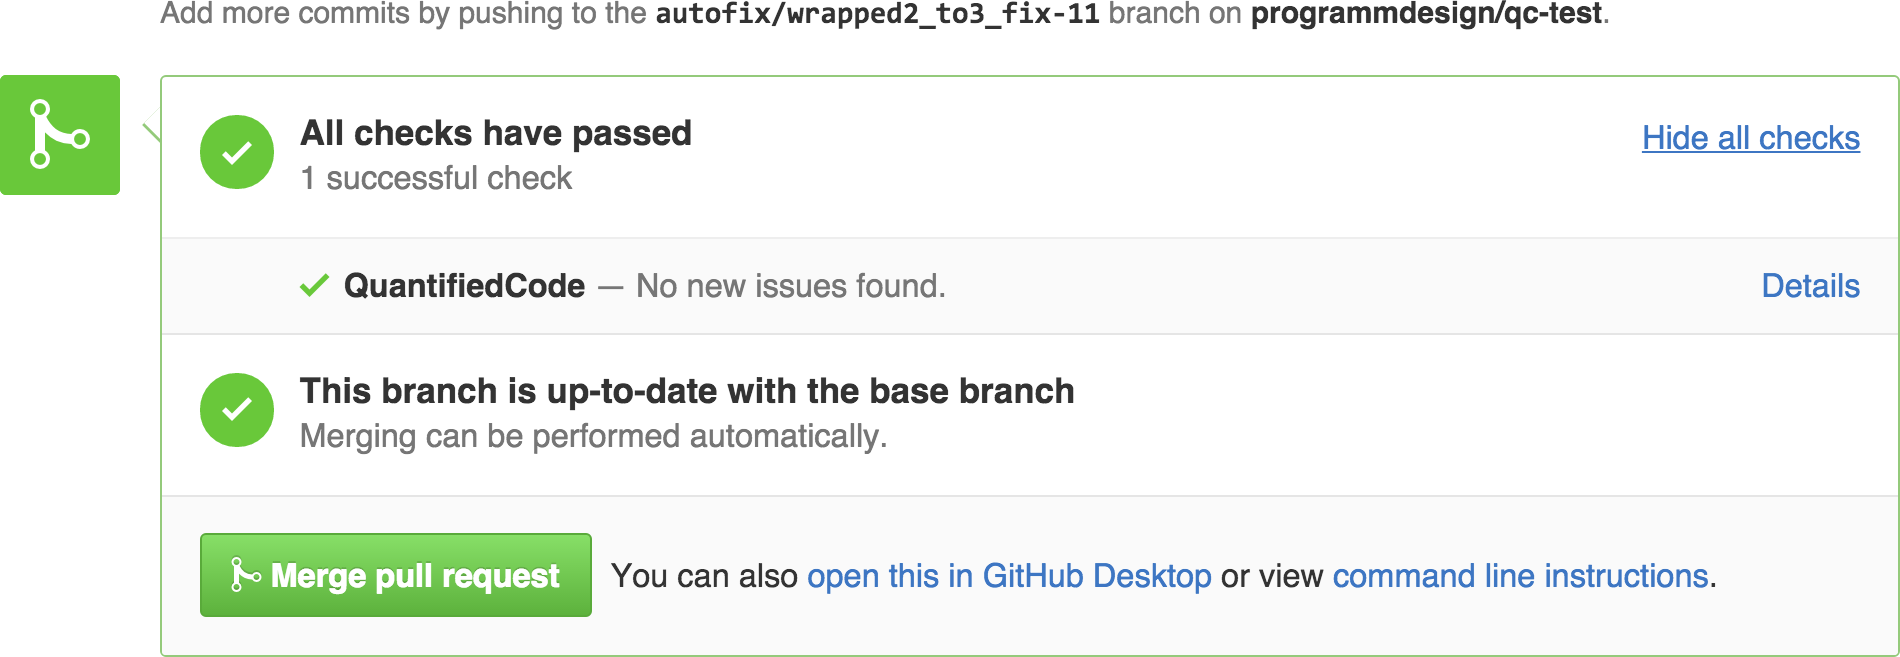 Add more commits by pushing to the autofix/wrapped2_to3_fix-11 branch on programmdesign/qc-test.
All checks have passed
Hide all checks
1 successful check
QuantifiedCode — No new issues found.
Details
This branch is up-to-date with the base branch
Merging can be performed automatically.
Merge pull request You can also open this in GitHub Desktop or view command line instructions.